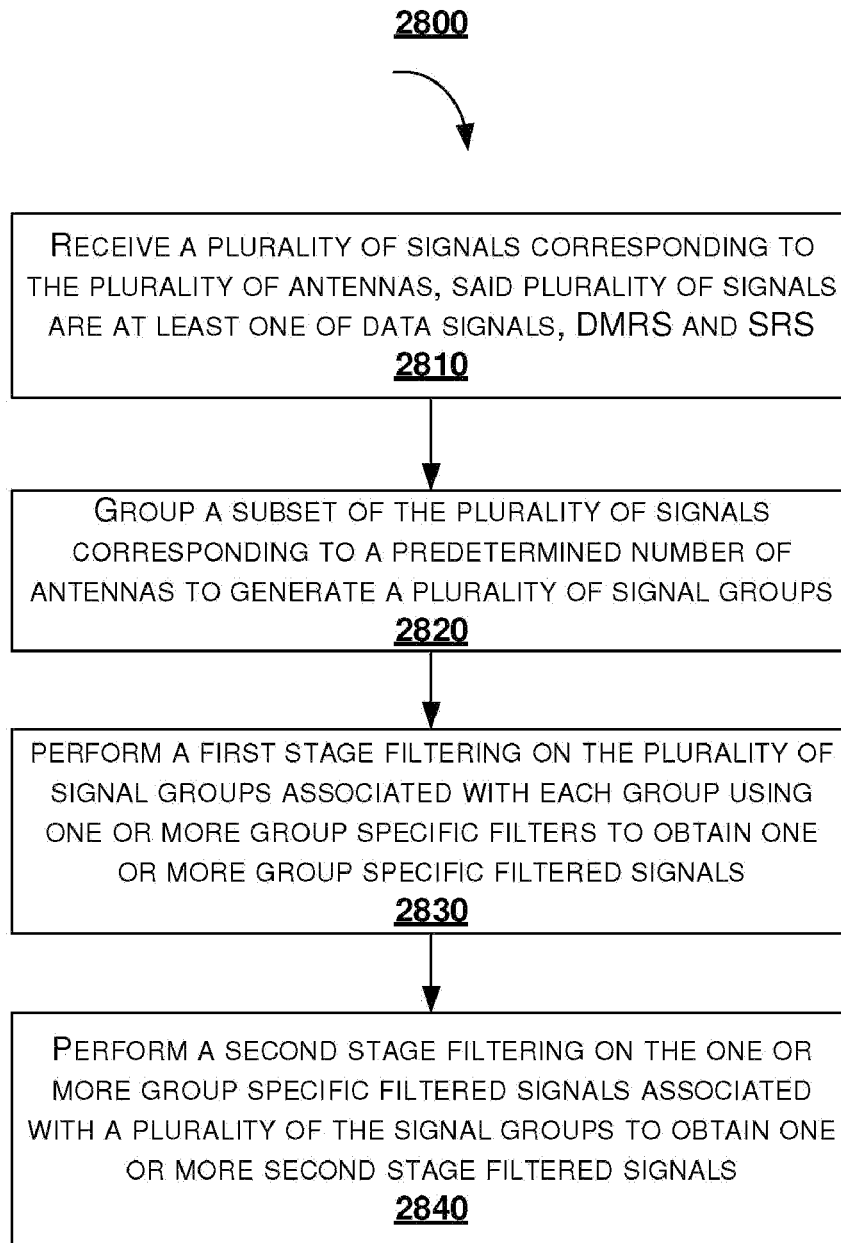 2800
RECEIVE A PLURALITY OF SIGNALS CORRESPONDING TO
THE PLURALITY OF ANTENNAS, SAID PLURALITY OF SIGNALS
ARE AT LEAST ONE OF DATA SIGNALS, DMRS AND SRS
2810
GROUP A SUBSET OF THE PLURALITY OF SIGNALS
CORRESPONDING TO A PREDETERMINED NUMBER OF
ANTENNAS TO GENERATE A PLURALITY OF SIGNAL GROUPS
2820
PERFORM A FIRST STAGE FILTERING ON THE PLURALITY OF
SIGNAL GROUPS ASSOCIATED WITH EACH GROUP USING
ONE OR MORE GROUP SPECIFIC FILTERS TO OBTAIN ONE
OR MORE GROUP SPECIFIC FILTERED SIGNALS
2830
PERFORM A SECOND STAGE FILTERING ON THE ONE OR
MORE GROUP SPECIFIC FILTERED SIGNALS ASSOCIATED
WITH A PLURALITY OF THE SIGNAL GROUPS TO OBTAIN ONE
OR MORE SECOND STAGE FILTERED SIGNALS
2840